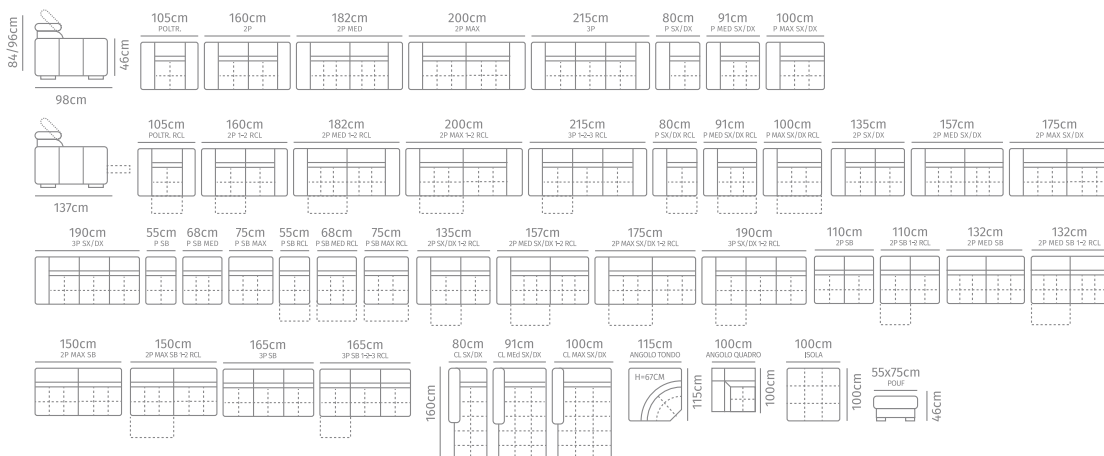 84/96cm
46cm
98cm
105cm
POLTR.
160cm
2P
182cm
2P MED
200cm
2P MAX
215cm
3P
80cm
P SX/DX
91cm
P MED SX/DX
100cm
P MAX SX/DX
137cm
105cm
POLTR. RCL
160cm
2P 1-2 RCL
182cm
2P MED 1-2 RCL
200cm
2P MAX 1-2 RCL
215cm
3P 1-2-3 RCL
80cm
P SX/DX RCL
91cm
P MED SX/DX RCL
100cm
P MAX SX/DX RCL
135cm
2P SX/DX
157cm
2P MED SX/DX
175cm
2P MAX SX/DX
190cm
3P SX/DX
55cm
P SB
68cm
P SB MED
75cm
P SB MAX
55cm
P SB RCL
68cm
P SB MED RCL
75cm
P SB MAX RCL
135cm
2P SX/DX 1-2 RCL
157cm
2P MED SX/DX 1-2 RCL
175cm
2P MAX SX/DX 1-2 RCL
190cm
3P SX/DX 1-2 RCL
110cm
2P SB
110cm
2P SB 1-2 RCL
132cm
2P MED SB
132cm
2P MED SB 1-2 RCL
150cm
2P MAX SB
150cm
2P MAX SB 1-2 RCL
165cm
3P SB
165cm
3P SB 1-2-3 RCL
160cm
80cm
CL SX/DX
91cm
CL MEd SX/DX
100cm
CL MAX SX/DX
115cm
ANGOLO TONDO
H=67CM
115cm
100cm
ANGOLO QUADRO
100cm
100cm
ISOLA
100cm
55x75cm
POUF
46cm